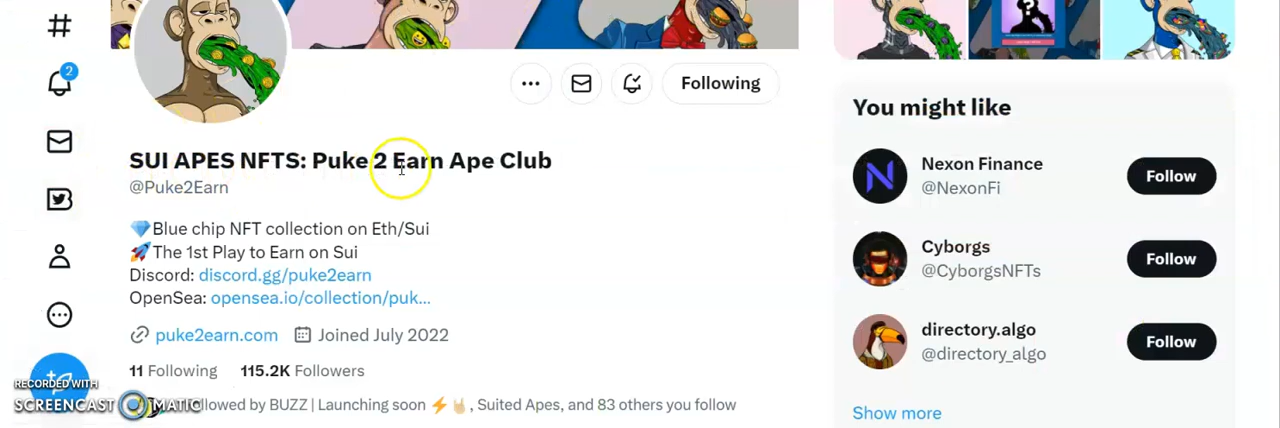 2
Following
SUI APES NFTS: Puke 2 Earn Ape Club
@Puke2Earn
Blue chip NFT collection on Eth/Sui
The 1st Play to Earn on Sui
Discord: discord.gg/puke2earn
OpenSea: opensea.io/collection/puk...
puke2earn.com Joined July 2022
11 Following 115.2K Followers
ollowed by BUZZ | Launching soon ⚡🤘, Suited Apes, and 83 others you follow
RECORDED WITH
SCREENCAST MATIC
You might like
Nexon Finance
@NexonFi
Follow
Cyborgs
@CyborgsNFTs
Follow
directory.algo
@directory_algo
Follow
Show more